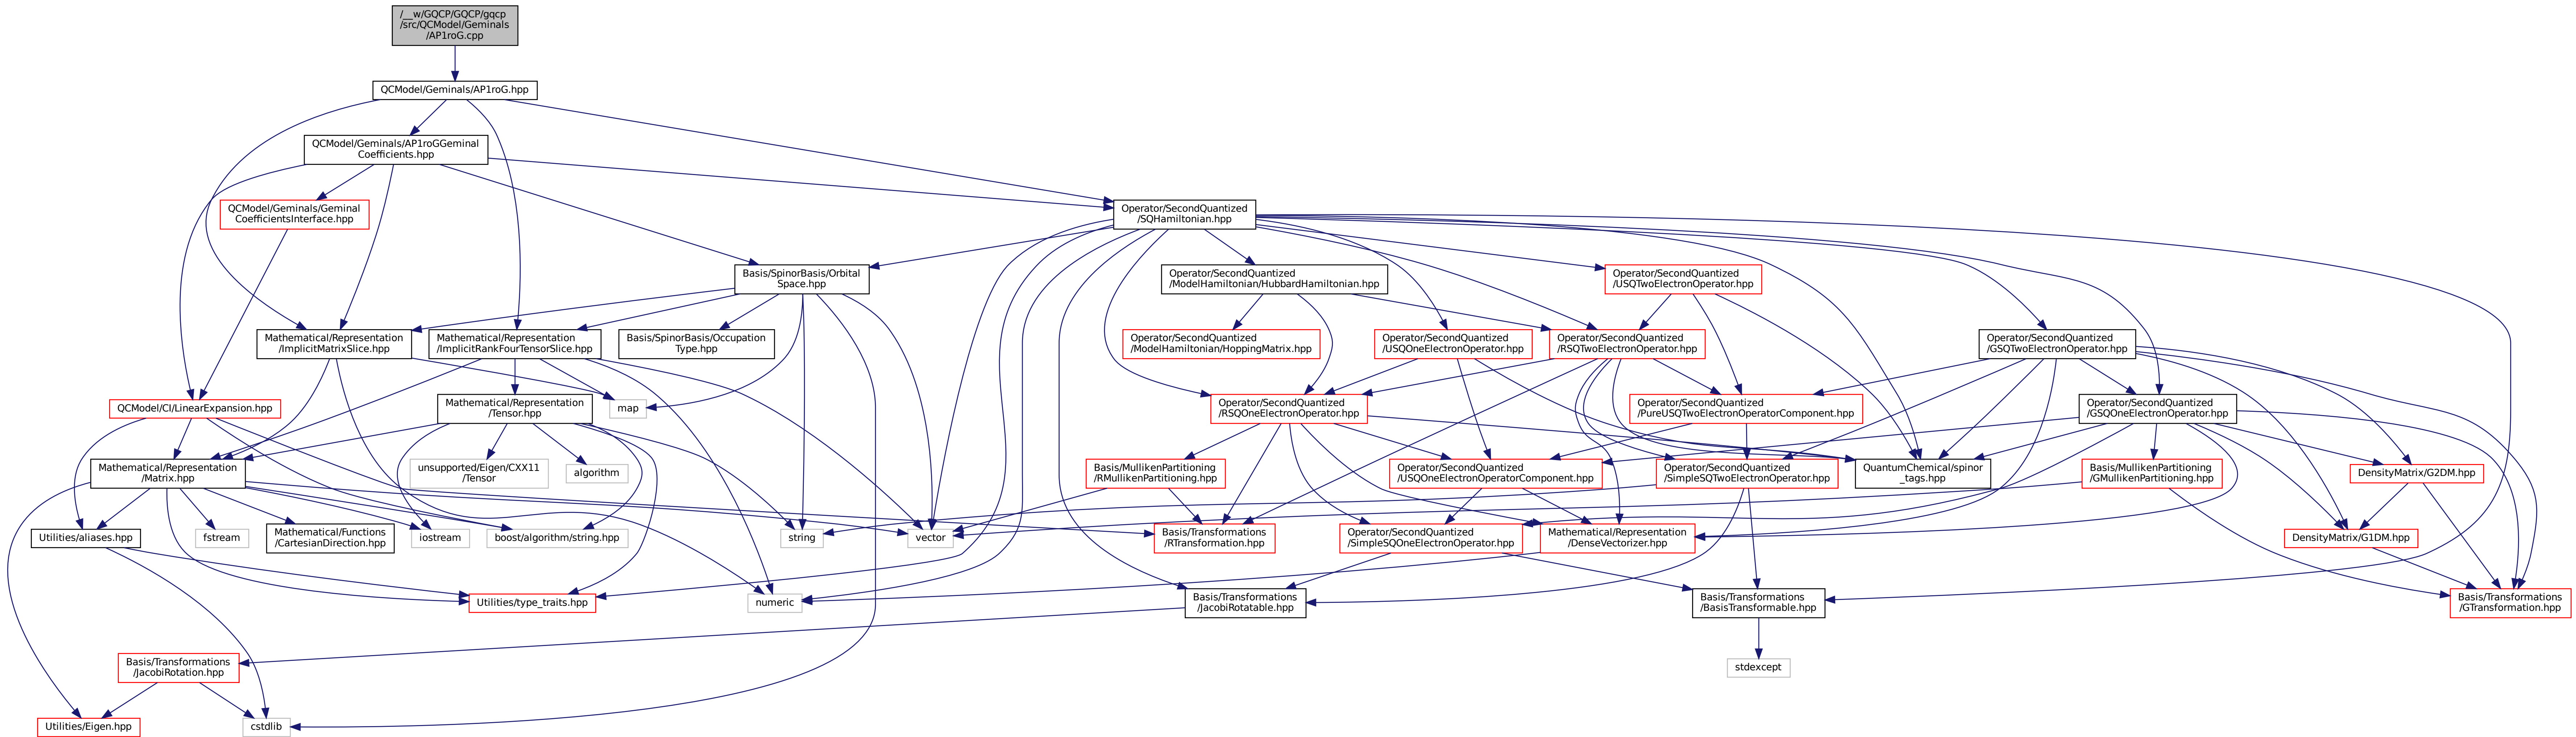 /__w/GQCP/GQCP/gqcp
/src/QCModel/Geminals
/AP1roG.cpp
QCModel/Geminals/AP1roG.hpp
QCModel/Geminals/AP1roGGeminal
Coefficients.hpp
QCModel/Geminals/Geminal
CoefficientsInterface.hpp
Operator/SecondQuantized
/SQHamiltonian.hpp
Basis/SpinorBasis/Orbital
Space.hpp
Operator/SecondQuantized
/ModelHamiltonian/HubbardHamiltonian.hpp
Operator/SecondQuantized
/USQTwoElectronOperator.hpp
Mathematical/Representation
/ImplicitMatrixSlice.hpp
Mathematical/Representation
/ImplicitRankFourTensorSlice.hpp
Basis/SpinorBasis/Occupation
Type.hpp
Operator/SecondQuantized
/ModelHamiltonian/HoppingMatrix.hpp
Operator/SecondQuantized
/USQOneElectronOperator.hpp
Operator/SecondQuantized
/RSQTwoElectronOperator.hpp
Operator/SecondQuantized
/GSQTwoElectronOperator.hpp
QCModel/CI/LinearExpansion.hpp
Mathematical/Representation
/Tensor.hpp
map
Operator/SecondQuantized
/RSQOneElectronOperator.hpp
Operator/SecondQuantized
/PureUSQTwoElectronOperatorComponent.hpp
Operator/SecondQuantized
/GSQOneElectronOperator.hpp
Mathematical/Representation
/Matrix.hpp
unsupported/Eigen/CXX11
/Tensor
algorithm
Basis/MullikenPartitioning
/RMullikenPartitioning.hpp
Operator/SecondQuantized
/USQOneElectronOperatorComponent.hpp
Operator/SecondQuantized
/SimpleSQTwoElectronOperator.hpp
QuantumChemical/spinor
_tags.hpp
Basis/MullikenPartitioning
/GMullikenPartitioning.hpp
DensityMatrix/G2DM.hpp
Utilities/aliases.hpp
fstream
Mathematical/Functions
/CartesianDirection.hpp
iostream
boost/algorithm/string.hpp
string
vector
Basis/Transformations
/RTransformation.hpp
Operator/SecondQuantized
/SimpleSQOneElectronOperator.hpp
Mathematical/Representation
/DenseVectorizer.hpp
DensityMatrix/G1DM.hpp
Utilities/type_traits.hpp
numeric
Basis/Transformations
/JacobiRotatable.hpp
Basis/Transformations
/BasisTransformable.hpp
Basis/Transformations
/GTransformation.hpp
Basis/Transformations
/JacobiRotation.hpp
stdexcept
Utilities/Eigen.hpp
cstdlib